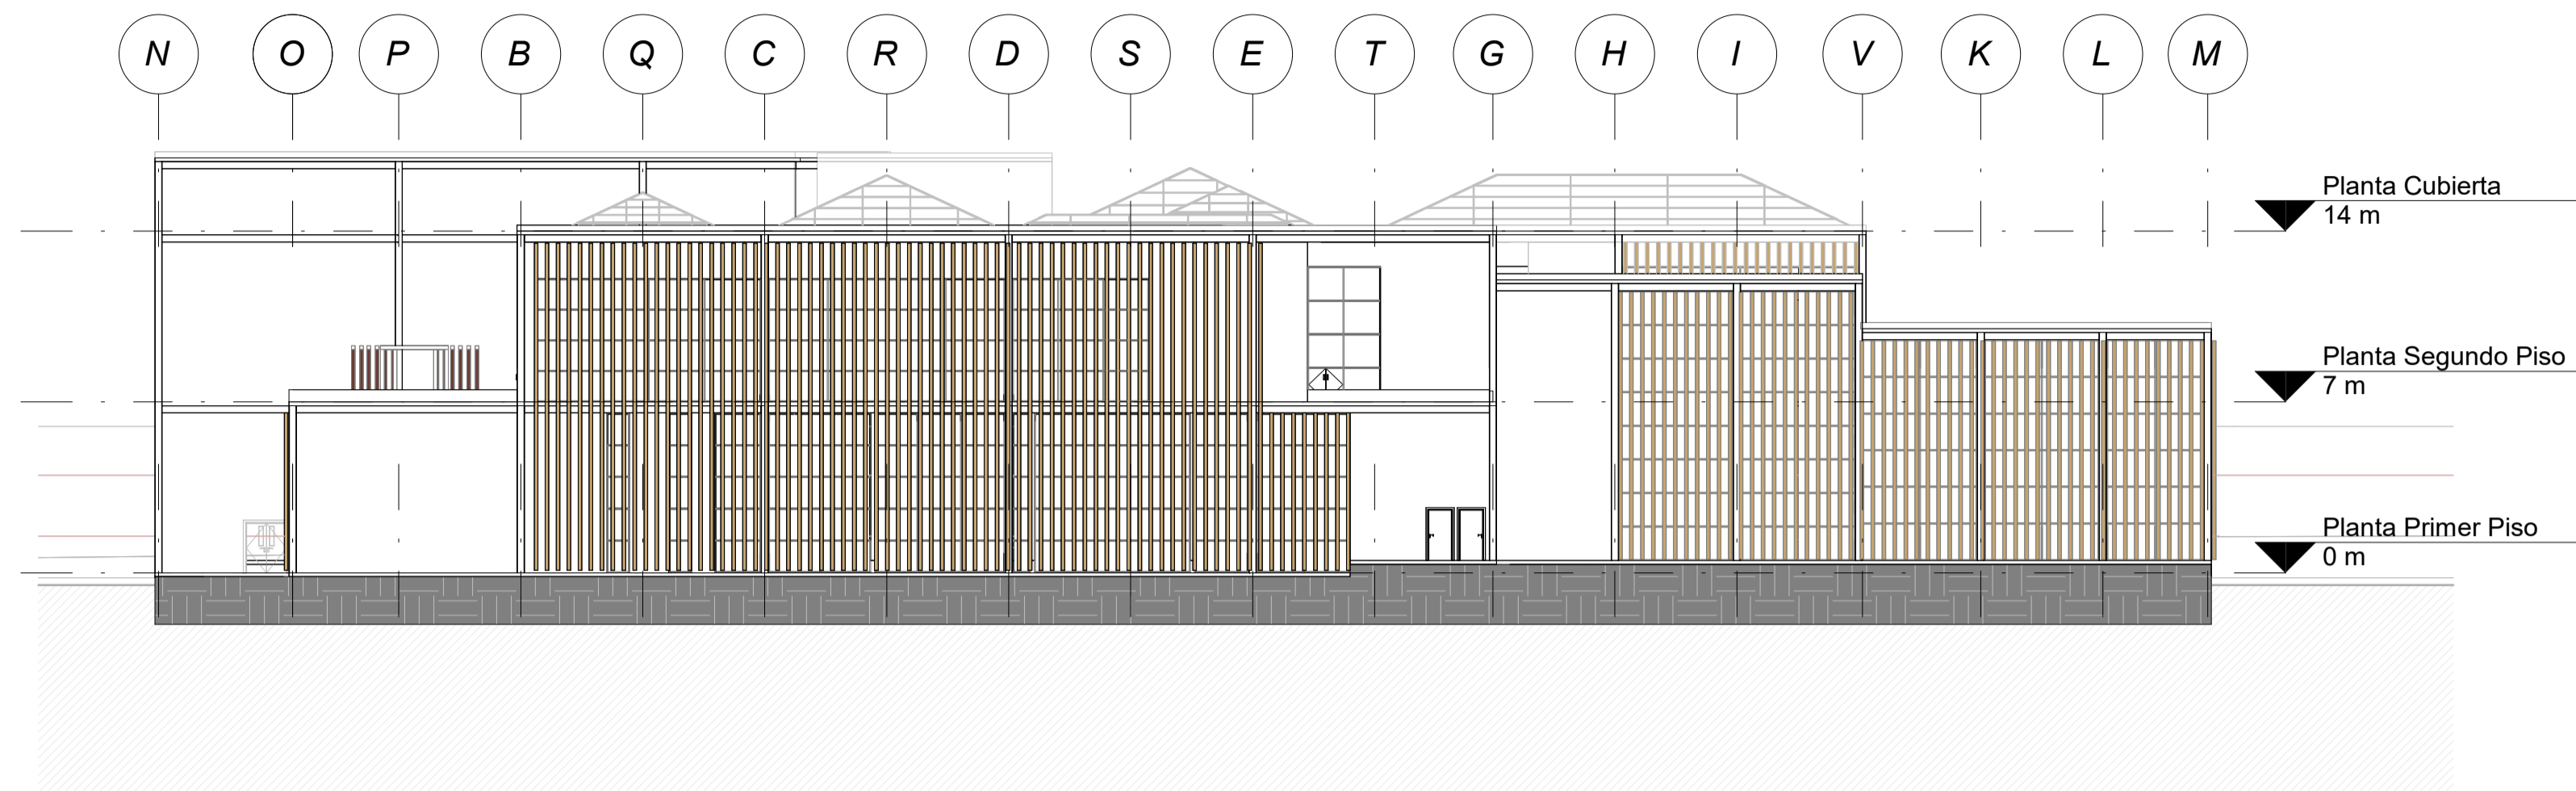 N O P B Q C R D S E T G H I V K L M
Planta Cubierta
14 m
Planta Segundo Piso
7 m
Planta Primer Piso
0 m